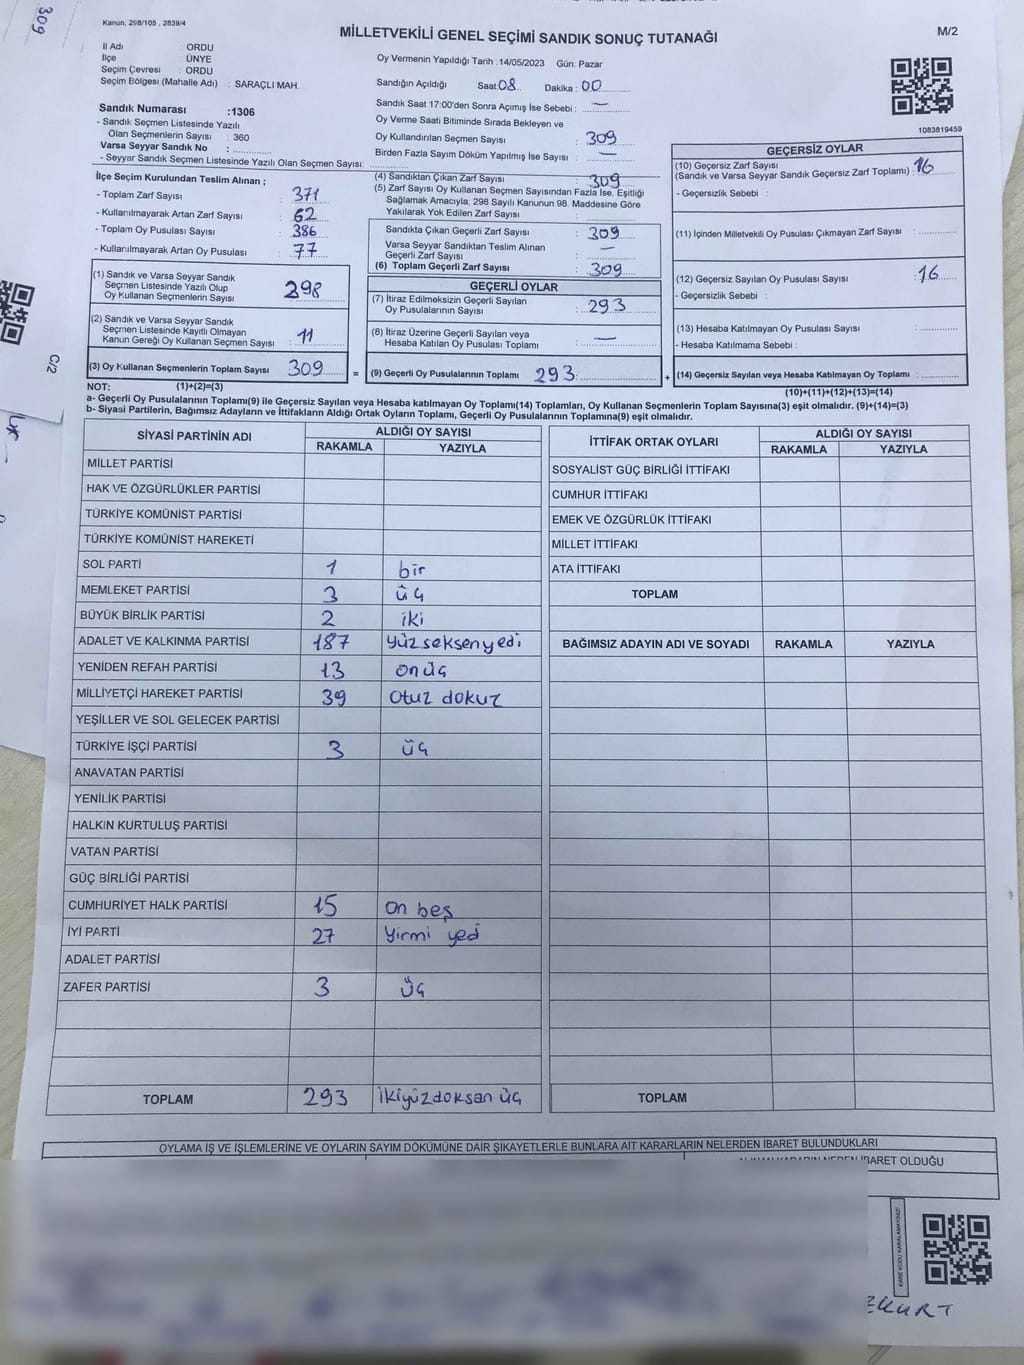 309
Kanun: 298/105 , 2839/4
MİLLETVEKİLİ GENEL SEÇİMİ SANDIK SONUÇ TUTANAĞI
M/2
İl Adı : ORDU
İlçe : ÜNYE
Seçim Çevresi : ORDU
Seçim Bölgesi (Mahalle Adı) : SARAÇLI MAH.
Oy Vermenin Yapıldığı Tarih :14/05/2023 Gün: Pazar
Sandığın Açıldığı Saat:08 Dakika : 00
Sandık Saat 17:00'den Sonra Açımış İse Sebebi : —
Oy Verme Saati Bitiminde Sırada Bekleyen ve
Oy Kullandırılan Seçmen Sayısı : 309
Birden Fazla Sayım Döküm Yapılmış İse Sayısı : —
Sandık Numarası :1306
- Sandık Seçmen Listesinde Yazılı
Olan Seçmenlerin Sayısı : 360
Varsa Seyyar Sandık No :
- Seyyar Sandık Seçmen Listesinde Yazılı Olan Seçmen Sayısı:
1083819459
İlçe Seçim Kurulundan Teslim Alınan ;
- Toplam Zarf Sayısı : 371
- Kullanılmayarak Artan Zarf Sayısı : 62
- Toplam Oy Pusulası Sayısı : 386
- Kullanılmayarak Artan Oy Pusulası : 77
(4) Sandıktan Çıkan Zarf Sayısı : 309
(5) Zarf Sayısı Oy Kullanan Seçmen Sayısından Fazla İse, Eşitliği
Sağlamak Amacıyla; 298 Sayılı Kanunun 98. Maddesine Göre
Yakılarak Yok Edilen Zarf Sayısı :
Sandıkta Çıkan Geçerli Zarf Sayısı : 309
Varsa Seyyar Sandıktan Teslim Alınan
Geçerli Zarf Sayısı : —
(6) Toplam Geçerli Zarf Sayısı : 309
GEÇERSİZ OYLAR
(10) Geçersiz Zarf Sayısı
(Sandık ve Varsa Seyyar Sandık Geçersiz Zarf Toplamı) : 16
- Geçersizlik Sebebi :
(11) İçinden Milletvekili Oy Pusulası Çıkmayan Zarf Sayısı :
(12) Geçersiz Sayılan Oy Pusulası Sayısı : 16
- Geçersizlik Sebebi :
(13) Hesaba Katılmayan Oy Pusulası Sayısı :
- Hesaba Katılmama Sebebi :
(14) Geçersiz Sayılan veya Hesaba Katılmayan Oy Toplamı :
(10)+(11)+(12)+(13)=(14)
(1) Sandık ve Varsa Seyyar Sandık
Seçmen Listesinde Yazılı Olup
Oy Kullanan Seçmenlerin Sayısı : 298
(2) Sandık ve Varsa Seyyar Sandık
Seçmen Listesinde Kayıtlı Olmayan
Kanun Gereği Oy Kullanan Seçmen Sayısı : 11
(3) Oy Kullanan Seçmenlerin Toplam Sayısı : 309
GEÇERLİ OYLAR
(7) İtiraz Edilmeksizin Geçerli Sayılan
Oy Pusulalarının Sayısı : 293
(8) İtiraz Üzerine Geçerli Sayılan veya
Hesaba Katılan Oy Pusulası Toplamı : —
= (9) Geçerli Oy Pusulalarının Toplamı 293 +
NOT: (1)+(2)=(3)
a- Geçerli Oy Pusulalarının Toplamı(9) ile Geçersiz Sayılan veya Hesaba katılmayan Oy Toplamı(14) Toplamları, Oy Kullanan Seçmenlerin Toplam Sayısına(3) eşit olmalıdır. (9)+(14)=(3)
b- Siyasi Partilerin, Bağımsız Adayların ve İttifakların Aldığı Ortak Oyların Toplamı, Geçerli Oy Pusulalarının Toplamına(9) eşit olmalıdır.
C/2
SİYASİ PARTİNİN ADI
ALDIĞI OY SAYISI
RAKAMLA YAZIYLA
MİLLET PARTİSİ
HAK VE ÖZGÜRLÜKLER PARTİSİ
TÜRKİYE KOMÜNİST PARTİSİ
TÜRKİYE KOMÜNİST HAREKETİ
SOL PARTİ 1 bir
MEMLEKET PARTİSİ 3 üç
BÜYÜK BİRLİK PARTİSİ 2 iki
ADALET VE KALKINMA PARTİSİ 187 yüz seksen yedi
YENİDEN REFAH PARTİSİ 13 on üç
MİLLİYETÇİ HAREKET PARTİSİ 39 otuz dokuz
YEŞİLLER VE SOL GELECEK PARTİSİ
TÜRKİYE İŞÇİ PARTİSİ 3 üç
ANAVATAN PARTİSİ
YENİLİK PARTİSİ
HALKIN KURTULUŞ PARTİSİ
VATAN PARTİSİ
GÜÇ BİRLİĞİ PARTİSİ
CUMHURİYET HALK PARTİSİ 15 on beş
İYİ PARTİ 27 yirmi yedi
ADALET PARTİSİ
ZAFER PARTİSİ 3 üç
TOPLAM 293 ikiyüzdoksan üç
İTTİFAK ORTAK OYLARI
ALDIĞI OY SAYISI
RAKAMLA YAZIYLA
SOSYALİST GÜÇ BİRLİĞİ İTTİFAKI
CUMHUR İTTİFAKI
EMEK VE ÖZGÜRLÜK İTTİFAKI
MİLLET İTTİFAKI
ATA İTTİFAKI
TOPLAM
BAĞIMSIZ ADAYIN ADI VE SOYADI RAKAMLA YAZIYLA
TOPLAM
OYLAMA İŞ VE İŞLEMLERİNE VE OYLARIN SAYIM DÖKÜMÜNE DAİR ŞİKAYETLERLE BUNLARA AİT KARARLARIN NELERDEN İBARET BULUNDUKLARI
İBARET OLDUĞU
KARE KODU KARALAMAYINIZ!